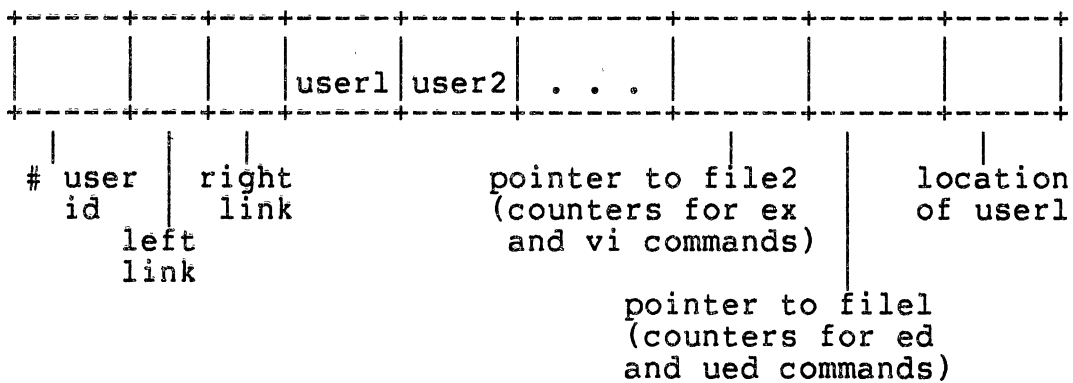 user1 user2 . . .
# user id
left link
right link
pointer to file2
(counters for ex
and vi commands)
pointer to file1
(counters for ed
and ued commands)
location
of user1